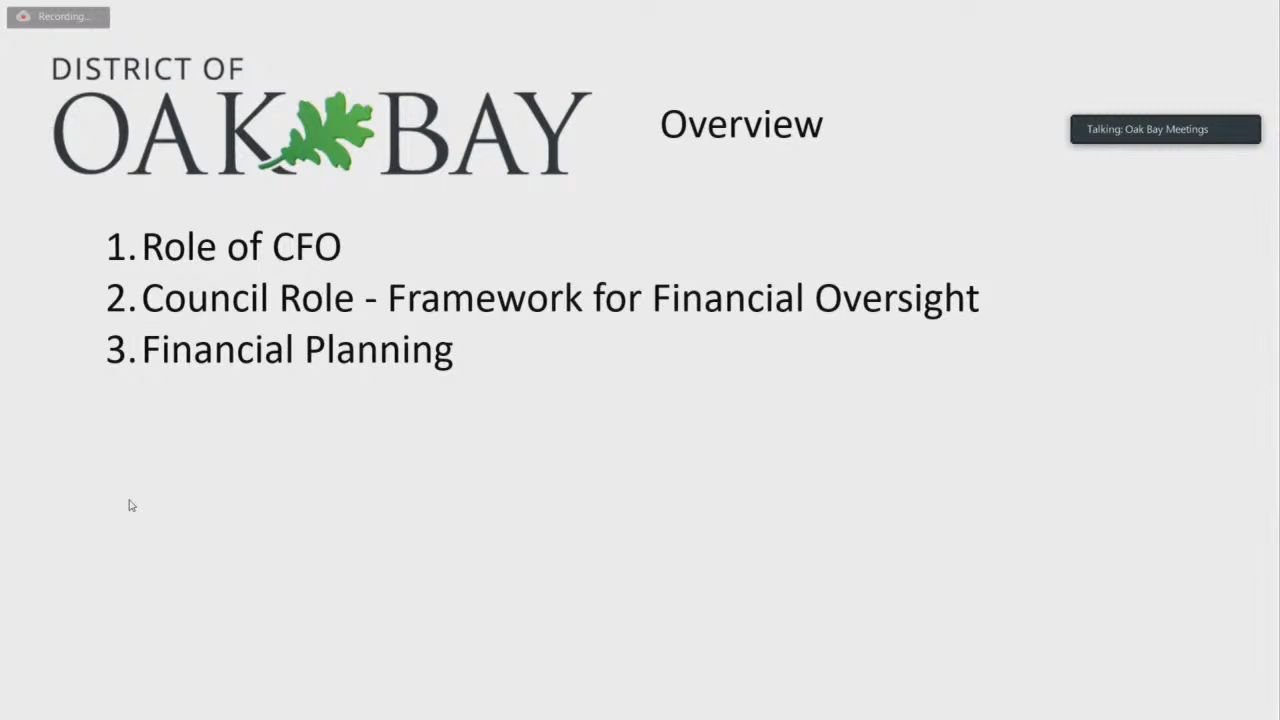 Recording...
DISTRICT OF
OAK BAY
Overview
Talking: Oak Bay Meetings
1. Role of CFO
2. Council Role - Framework for Financial Oversight
3. Financial Planning